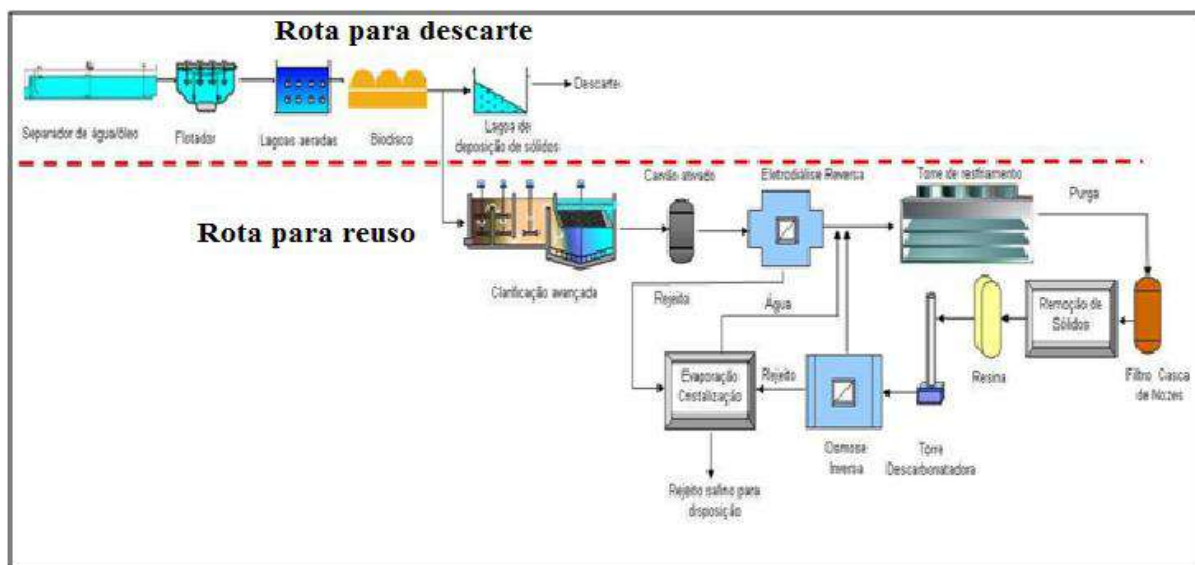 Rota para descarte
Separador de água/óleo
Flotador
Lagoas aeradas
Biodisco
Lagoa de
deposição de sólidos
Descarte
Rota para reuso
Clarificação avançada
Carvão ativado
Eletrodiálise Reversa
Torre de resfriamento
Purga
Rejeito
Água
Evaporação
Cristalização
Rejeito
Osmose
Inversa
Torre
Descarbonatadora
Resina
Remoção de
Sólidos
Filtro Casca
de Nozes
Rejeito salino para
disposição